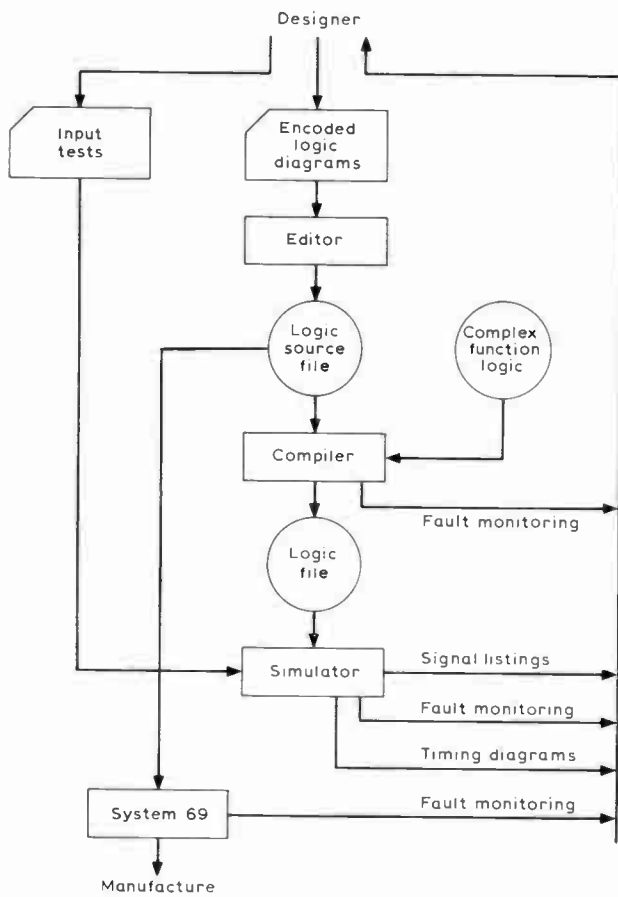 Designer
Input
tests
Encoded
logic
diagrams
Editor
Logic
source
file
Complex
function
logic
Compiler
Fault monitoring
Logic
file
Simulator
Signal listings
Fault monitoring
Timing diagrams
System 69
Fault monitoring
Manufacture